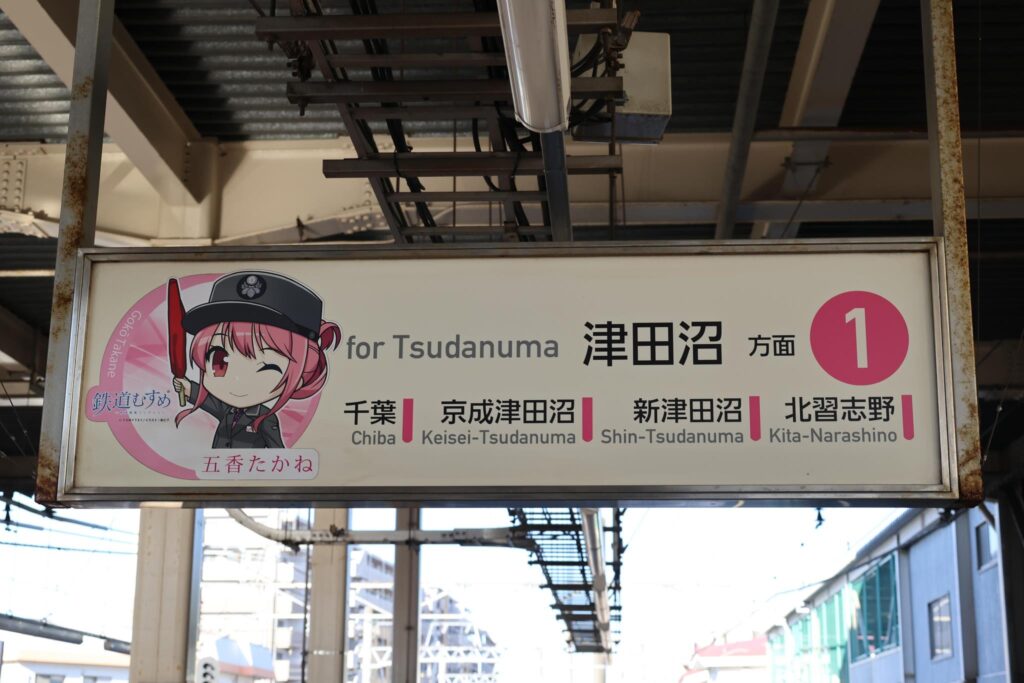 Gokō Takane
鉄道むすめ
五香たかね
for Tsudanuma 津田沼 方面 1
千葉 京成津田沼 新津田沼 北習志野
Chiba Keisei-Tsudanuma Shin-Tsudanuma Kita-Narashino